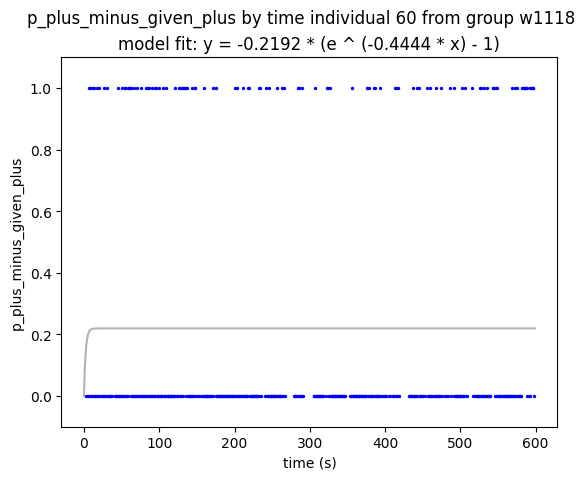 p_plus_minus_given_plus by time individual 60 from group w1118
model fit: y = -0.2192 * (e ^ (-0.4444 * x) - 1)
1.0
0.8
0.6
0.4
0.2
0.0
p_plus_minus_given_plus
0 100 200 300 400 500 600
time (s)